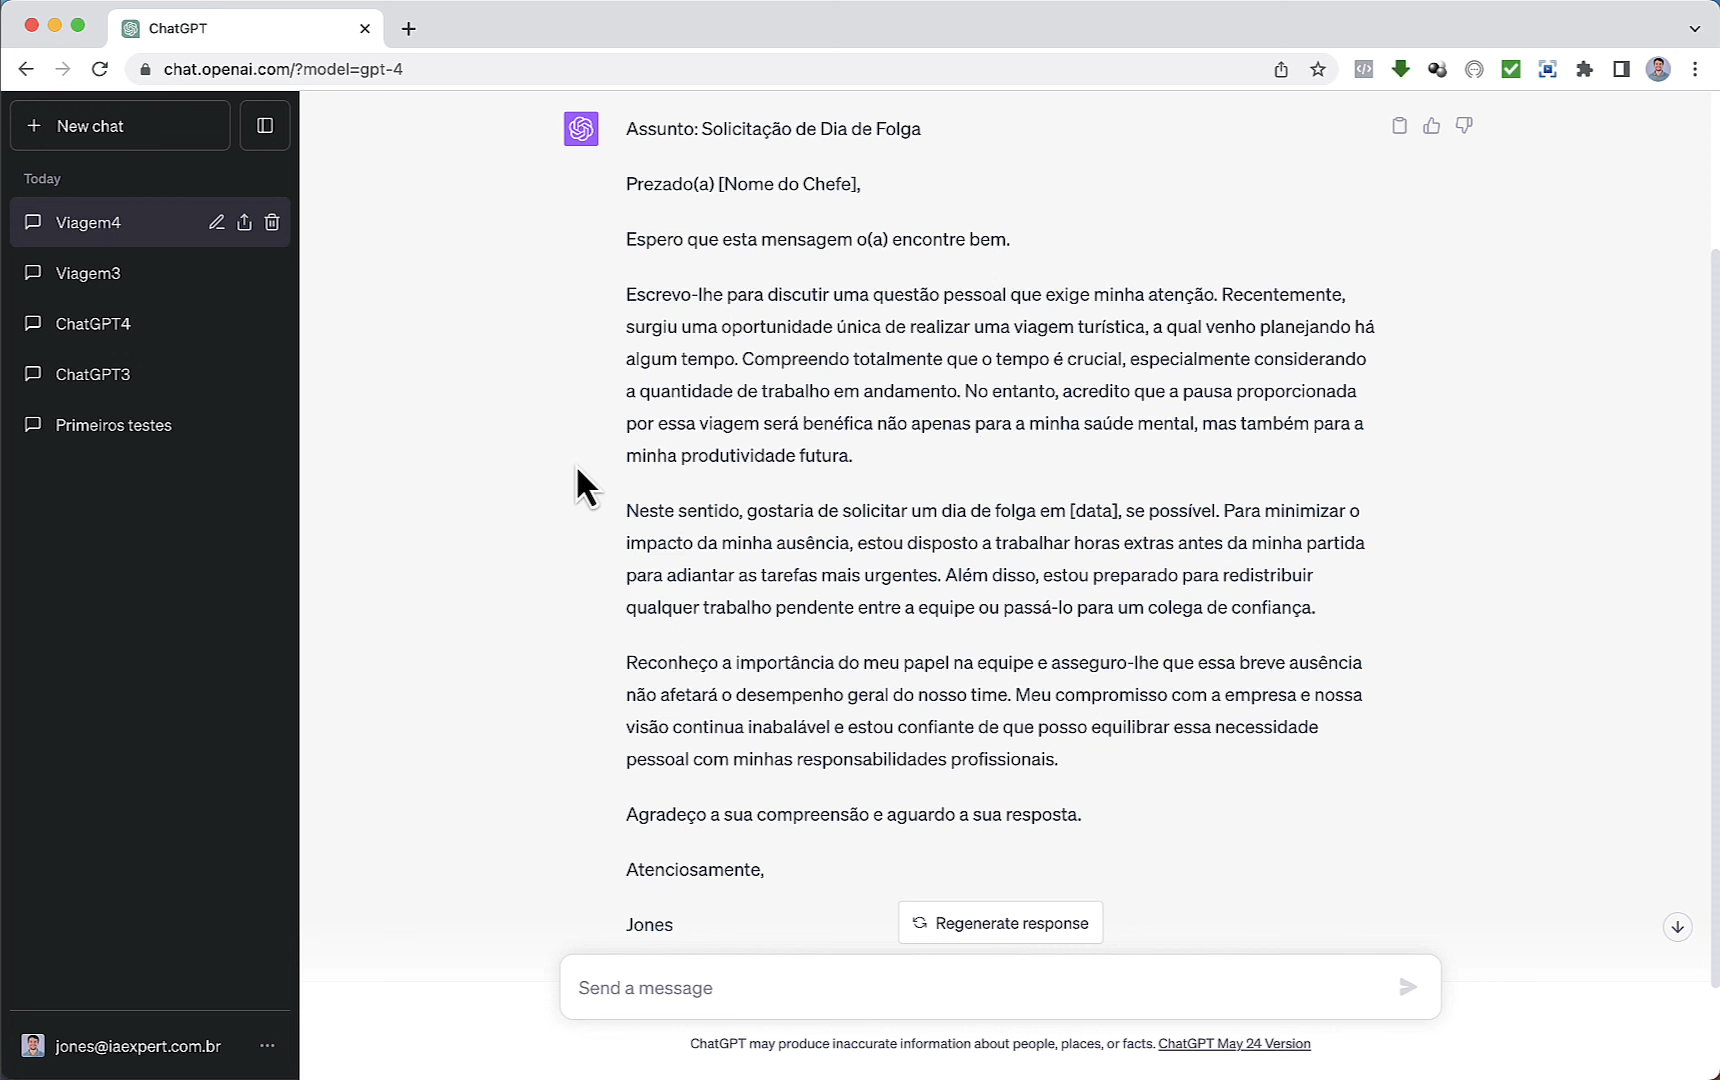 ChatGPT
chat.openai.com/?model=gpt-4
New chat
Today
Viagem4
Viagem3
ChatGPT4
ChatGPT3
Primeiros testes
jones@iaexpert.com.br
Assunto: Solicitação de Dia de Folga
Prezado(a) [Nome do Chefe],
Espero que esta mensagem o(a) encontre bem.
Escrevo-lhe para discutir uma questão pessoal que exige minha atenção. Recentemente,
surgiu uma oportunidade única de realizar uma viagem turística, a qual venho planejando há
algum tempo. Compreendo totalmente que o tempo é crucial, especialmente considerando
a quantidade de trabalho em andamento. No entanto, acredito que a pausa proporcionada
por essa viagem será benéfica não apenas para a minha saúde mental, mas também para a
minha produtividade futura.
Neste sentido, gostaria de solicitar um dia de folga em [data], se possível. Para minimizar o
impacto da minha ausência, estou disposto a trabalhar horas extras antes da minha partida
para adiantar as tarefas mais urgentes. Além disso, estou preparado para redistribuir
qualquer trabalho pendente entre a equipe ou passá-lo para um colega de confiança.
Reconheço a importância do meu papel na equipe e asseguro-lhe que essa breve ausência
não afetará o desempenho geral do nosso time. Meu compromisso com a empresa e nossa
visão continua inabalável e estou confiante de que posso equilibrar essa necessidade
pessoal com minhas responsabilidades profissionais.
Agradeço a sua compreensão e aguardo a sua resposta.
Atenciosamente,
Jones
Regenerate response
Send a message
ChatGPT may produce inaccurate information about people, places, or facts. ChatGPT May 24 Version